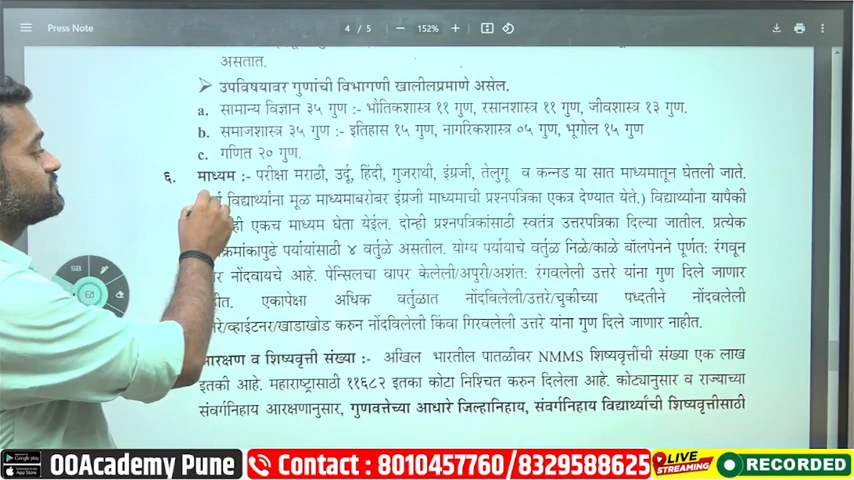 Press Note
4 / 5
152%
असतात.
➤ उपविषयावर गुणांची विभागणी खालीलप्रमाणे असेल.
a. सामान्य विज्ञान ३५ गुण :- भौतिकशास्त्र ११ गुण, रसानशास्त्र ११ गुण, जीवशास्त्र १३ गुण.
b. समाजशास्त्र ३५ गुण :- इतिहास १५ गुण, नागरिकशास्त्र ०५ गुण, भूगोल १५ गुण
c. गणित २० गुण.
६. माध्यम :- परीक्षा मराठी, उर्दू, हिंदी, गुजराथी, इंग्रजी, तेलुगू व कन्नड या सात माध्यमातून घेतली जाते.
विद्यार्थ्यांना मूळ माध्यमाबरोबर इंग्रजी माध्यमाची प्रश्नपत्रिका एकत्र देण्यात येते.) विद्यार्थ्यांना यापैकी
ही एकच माध्यम घेता येईल. दोन्ही प्रश्नपत्रिकांसाठी स्वतंत्र उत्तरपत्रिका दिल्या जातील. प्रत्येक
क्रमांकापुढे पर्यायांसाठी ४ वर्तुळे असतील. योग्य पर्यायाचे वर्तुळ निळे/काळे बॉलपेनने पूर्णत: रंगवून
र नोंदवायचे आहे. पेन्सिलचा वापर केलेली/अपुरी/अशंत: रंगवलेली उत्तरे यांना गुण दिले जाणार
हीत. एकापेक्षा अधिक वर्तुळात नोंदविलेली/उत्तरे/चुकीच्या पध्दतीने नोंदवलेली
रे/व्हाईटनर/खाडाखोड करुन नोंदविलेली किंवा गिरवलेली उत्तरे यांना गुण दिले जाणार नाहीत.
आरक्षण व शिष्यवृत्ती संख्या :- अखिल भारतील पातळीवर NMMS शिष्यवृत्तींची संख्या एक लाख
इतकी आहे. महाराष्ट्रासाठी ११६८२ इतका कोटा निश्चित करुन दिलेला आहे. कोट्यानुसार व राज्याच्या
संवर्गनिहाय आरक्षणानुसार, गुणवत्तेच्या आधारे जिल्हानिहाय, संवर्गनिहाय विद्यार्थ्यांची शिष्यवृत्तीसाठी
Google play
App Store
OOAcademy Pune
Contact : 8010457760/8329588625
LIVE
STREAMING
RECORDED